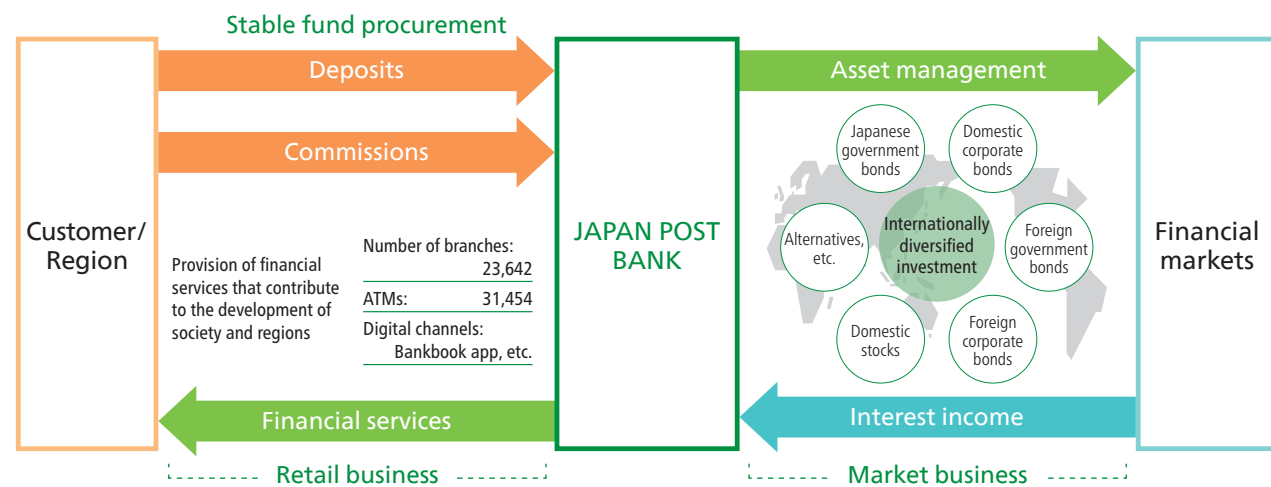 Stable fund procurement
Deposits
Commissions
Customer/
Region
Provision of financial
services that contribute
to the development of
society and regions
Number of branches:
23,642
ATMs: 31,454
Digital channels:
Bankbook app, etc.
Financial services
Retail business
JAPAN POST
BANK
Asset management
Japanese
government
bonds
Domestic
corporate
bonds
Alternatives,
etc.
Internationally
diversified
investment
Foreign
government
bonds
Domestic
stocks
Foreign
corporate
bonds
Interest income
Market business
Financial
markets